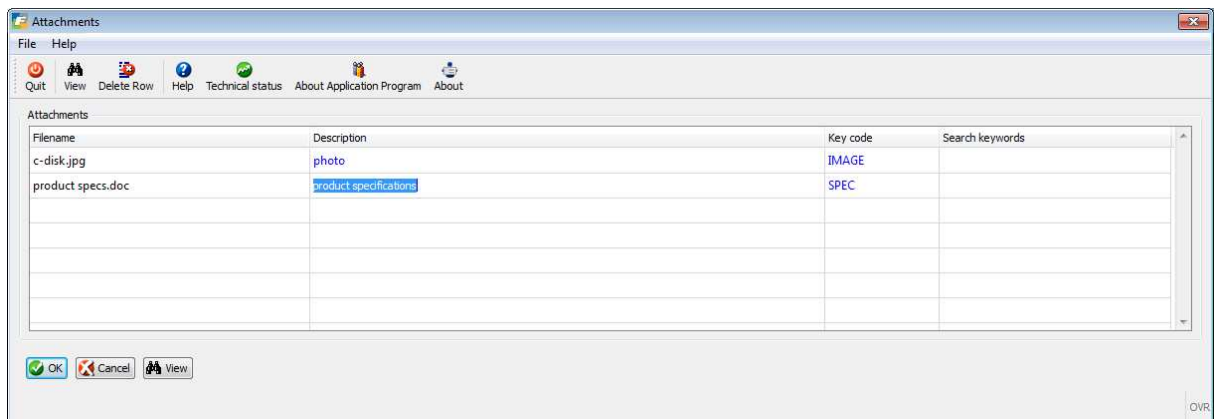 Attachments
File Help
Quit View Delete Row Help Technical status About Application Program About
Attachments
Filename Description Key code Search keywords
c-disk.jpg photo IMAGE
product specs.doc product specifications SPEC
OK Cancel View
OVR